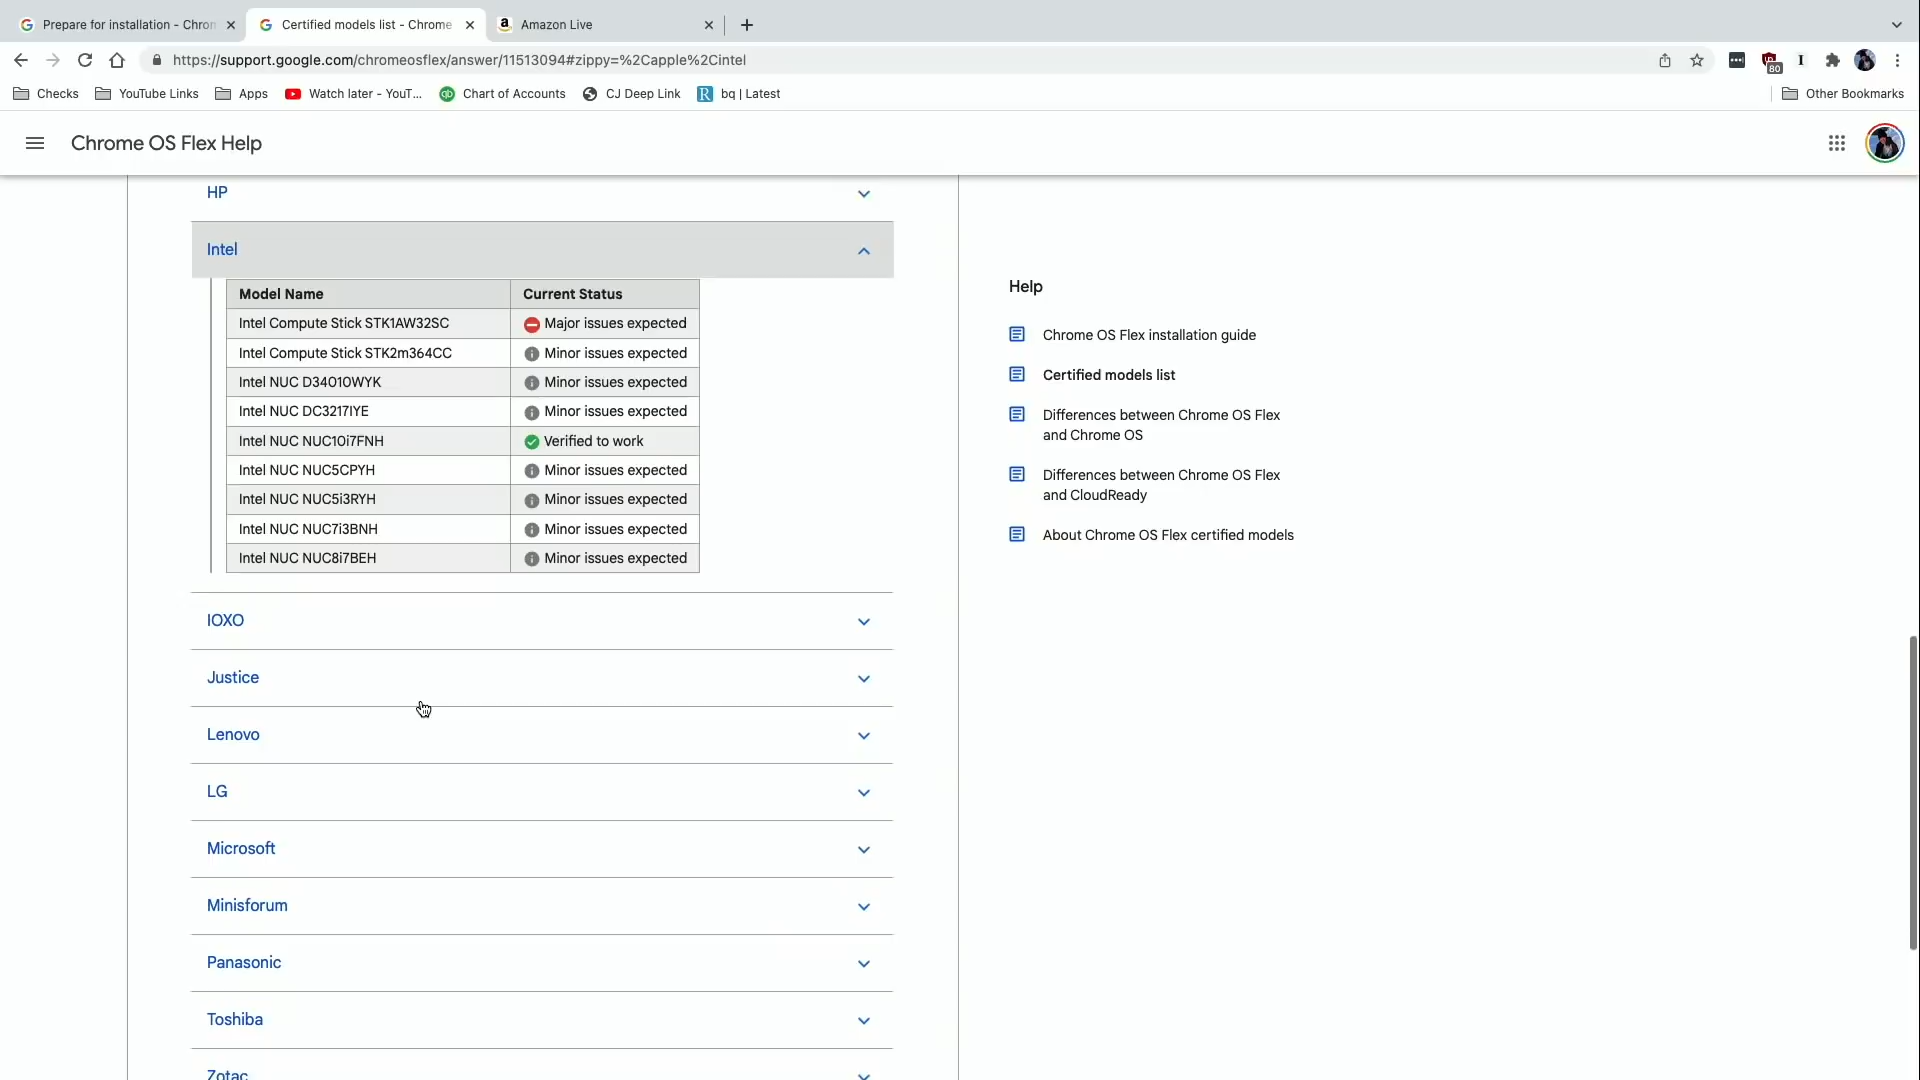 Prepare for installation - Chrom
Certified models list - Chrome
Amazon Live
https://support.google.com/chromeosflex/answer/11513094#zippy=%2Capple%2Cintel
80
Checks
YouTube Links
Apps
Watch later - YouT...
Chart of Accounts
CJ Deep Link
bq | Latest
Other Bookmarks
Chrome OS Flex Help
HP
Intel
Model Name Current Status
Intel Compute Stick STK1AW32SC Major issues expected
Intel Compute Stick STK2m364CC Minor issues expected
Intel NUC D34010WYK Minor issues expected
Intel NUC DC3217IYE Minor issues expected
Intel NUC NUC10i7FNH Verified to work
Intel NUC NUC5CPYH Minor issues expected
Intel NUC NUC5i3RYH Minor issues expected
Intel NUC NUC7i3BNH Minor issues expected
Intel NUC NUC8i7BEH Minor issues expected
IOXO
Justice
Lenovo
LG
Microsoft
Minisforum
Panasonic
Toshiba
Zotac
Help
Chrome OS Flex installation guide
Certified models list
Differences between Chrome OS Flex
and Chrome OS
Differences between Chrome OS Flex
and CloudReady
About Chrome OS Flex certified models